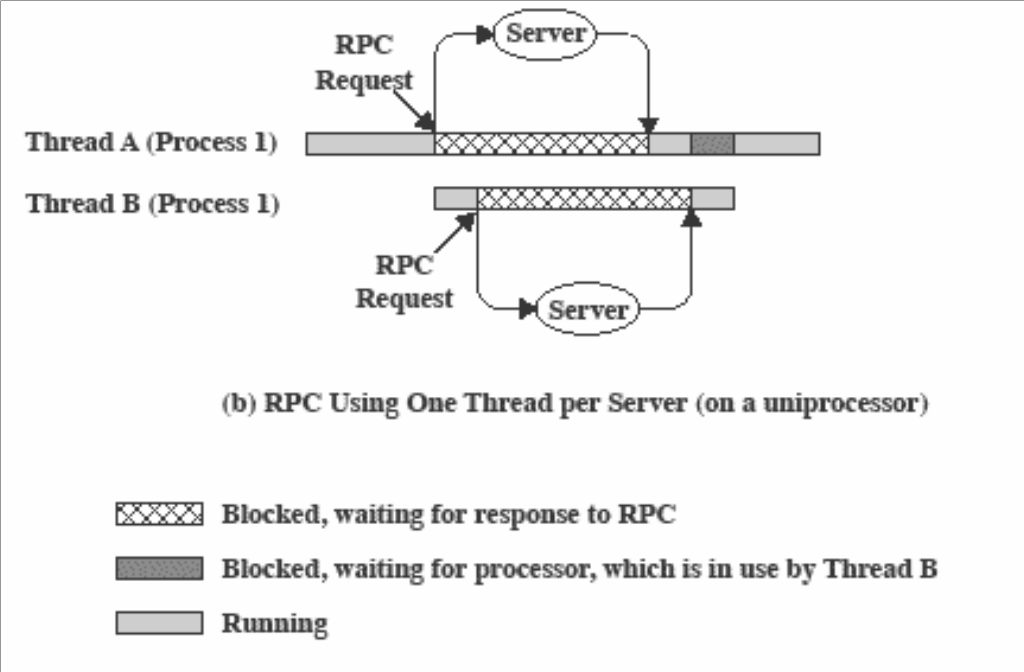 Server
RPC
Request
Thread A (Process 1)
Thread B (Process 1)
RPC
Request
Server
(b) RPC Using One Thread per Server (on a uniprocessor)
Blocked, waiting for response to RPC
Blocked, waiting for processor, which is in use by Thread B
Running